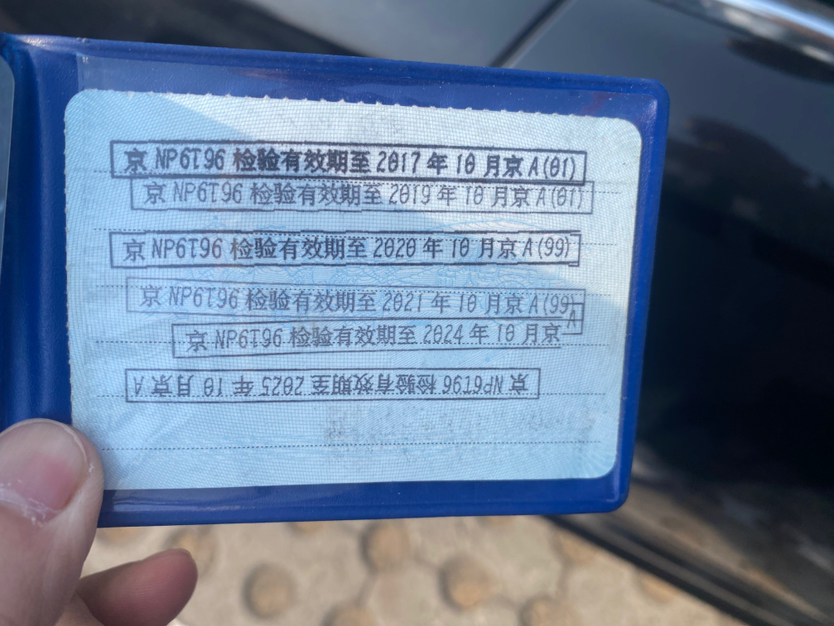 京 NP6T96 检验有效期至 2017 年 10 月京 A(01)
京 NP6T96 检验有效期至 2019 年 10 月京 A(01)
京 NP6T96 检验有效期至 2020 年 10 月京 A(99)
京 NP6T96 检验有效期至 2021 年 10 月京 A(99)
京 NP6T96 检验有效期至 2024 年 10 月京 A
京 NP6T96 检验有效期至 2025 年 10 月京 A